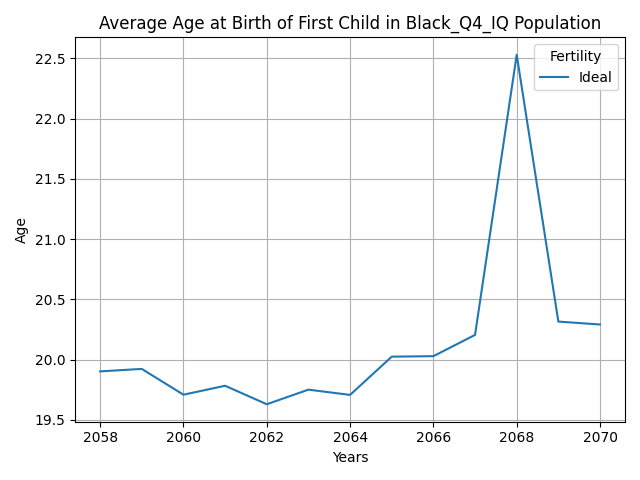 Average Age at Birth of First Child in Black_Q4_IQ Population
Fertility
Ideal
22.5
22.0
21.5
21.0
20.5
20.0
19.5
Age
2058
2060
2062
2064
2066
2068
2070
Years